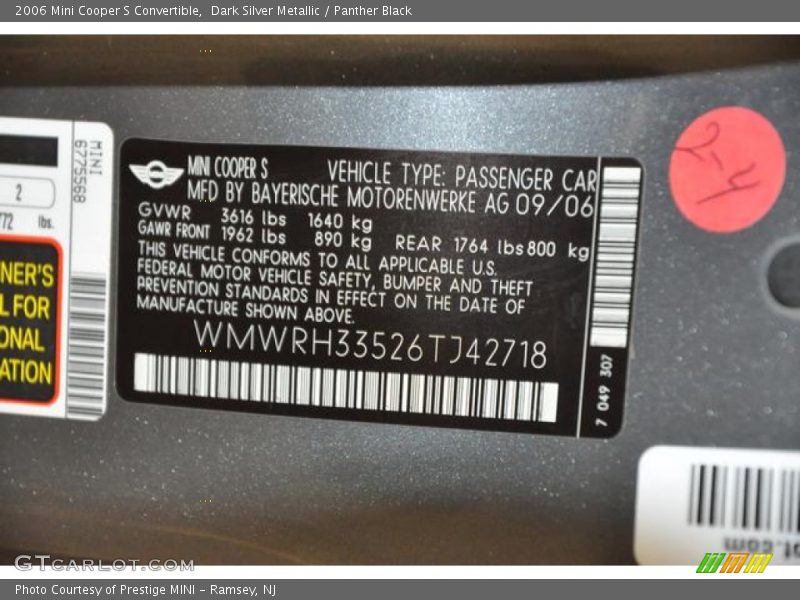 2006 Mini Cooper S Convertible,  Dark Silver Metallic / Panther Black
MINI
6775568
2
772 lbs.
NER'S
L FOR
ONAL
ATION
MINI COOPER S VEHICLE TYPE: PASSENGER CAR
MFD BY BAYERISCHE MOTORENWERKE AG 09/06
GVWR 3616 lbs 1640 kg
GAWR FRONT 1962 lbs 890 kg REAR 1764 lbs 800 kg
THIS VEHICLE CONFORMS TO ALL APPLICABLE U.S.
FEDERAL MOTOR VEHICLE SAFETY, BUMPER AND THEFT
PREVENTION STANDARDS IN EFFECT ON THE DATE OF
MANUFACTURE SHOWN ABOVE.
WMWRH33526TJ42718
7 049 307
2-4
ot.com
GTCARLOT.COM
Photo Courtesy of Prestige MINI - Ramsey, NJ